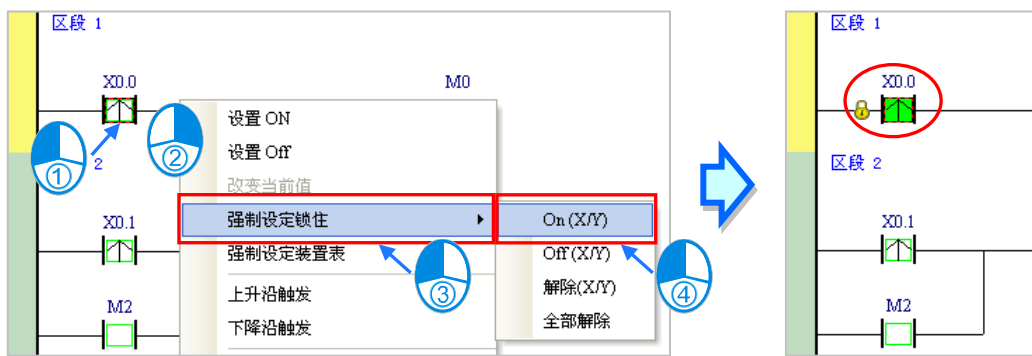 区段 1
X0.0
M0
①
②
2
设置 ON
设置 Off
改变当前值
强制设定锁住
On (X/Y)
X0.1
强制设定装置表
Off (X/Y)
③
④
上升沿触发
解除(X/Y)
M2
下降沿触发
全部解除
区段 1
X0.0
区段 2
X0.1
M2